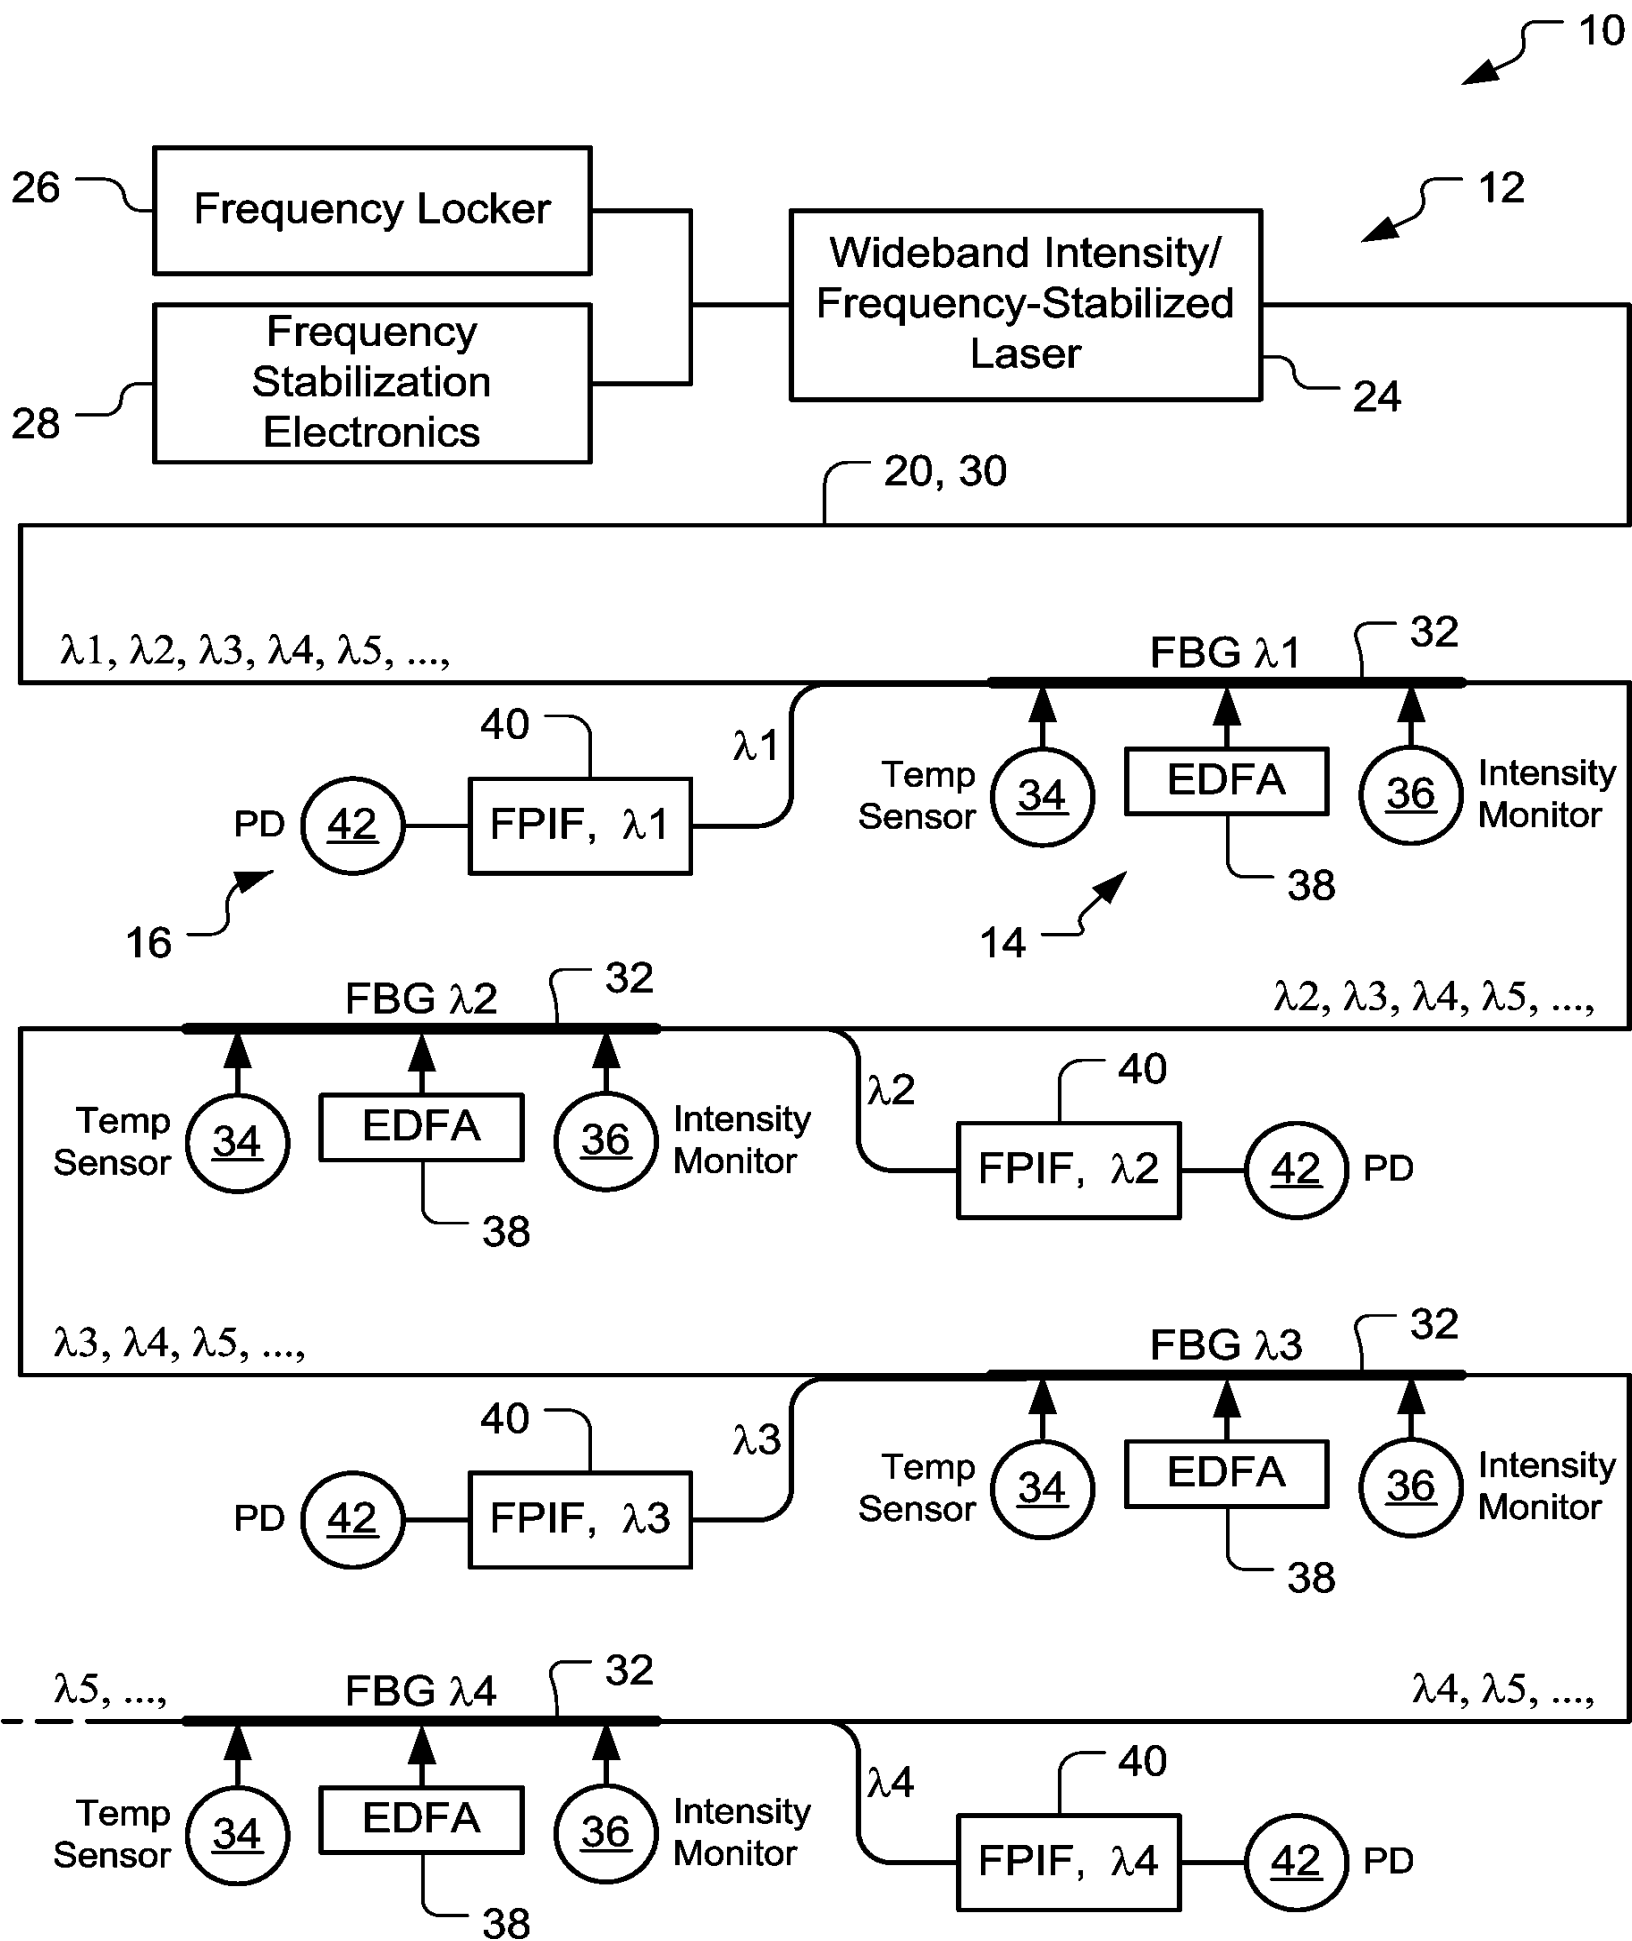 10
26
Frequency Locker
12
Wideband Intensity/
Frequency-Stabilized
Laser
24
28
Frequency
Stabilization
Electronics
20, 30
λ1, λ2, λ3, λ4, λ5, ...,
FBG λ1
32
40
λ1
PD
42
FPIF, λ1
16
Temp
Sensor
34
EDFA
36
Intensity
Monitor
38
14
λ2, λ3, λ4, λ5, ...,
FBG λ2
32
Temp
Sensor
34
EDFA
36
Intensity
Monitor
38
λ2
40
FPIF, λ2
42
PD
λ3, λ4, λ5, ...,
FBG λ3
32
40
λ3
PD
42
FPIF, λ3
Temp
Sensor
34
EDFA
36
Intensity
Monitor
38
λ5, ...,
FBG λ4
32
λ4, λ5, ...,
Temp
Sensor
34
EDFA
36
Intensity
Monitor
38
λ4
40
FPIF, λ4
42
PD